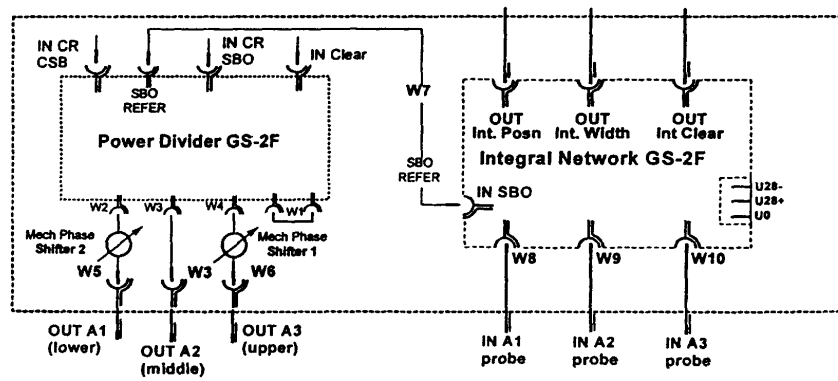 IN CR
CSB
SBO
REFER
IN CR
SBO
IN Clear
W7
SBO
REFER
Power Divider GS-2F
W2
W3
W4
W1
Mech Phase
Shifter 2
Mech Phase
Shifter 1
W5
W3
W6
OUT A1
(lower)
OUT A2
(middle)
OUT A3
(upper)
OUT
Int. Posn
OUT
Int. Width
OUT
Int Clear
Integral Network GS-2F
IN SBO
U28-
U28+
U0
W8
W9
W10
IN A1
probe
IN A2
probe
IN A3
probe